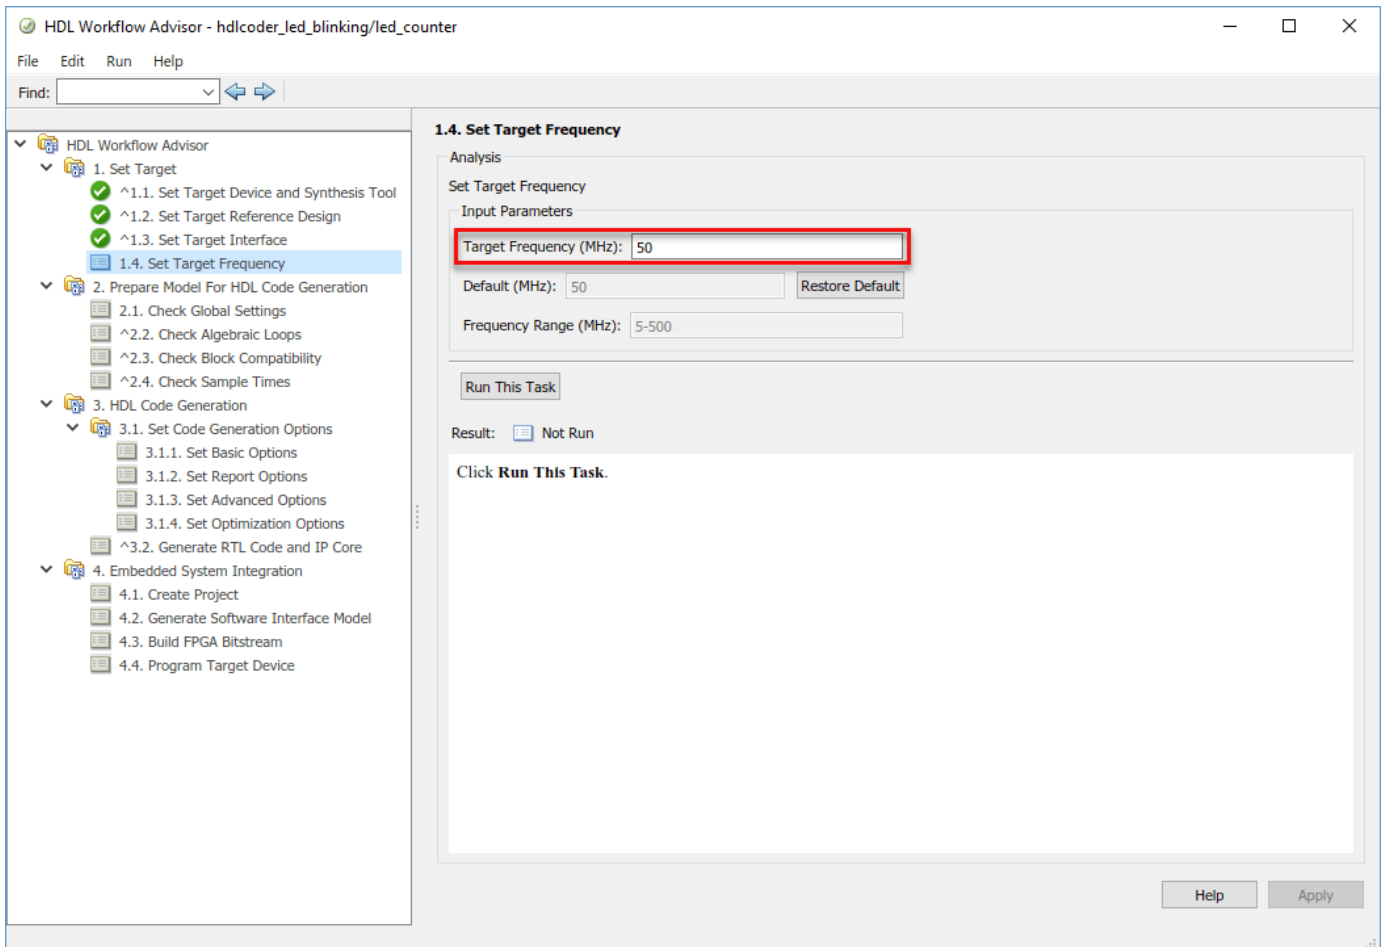 HDL Workflow Advisor - hdlcoder_led_blinking/led_counter
File Edit Run Help
Find:
HDL Workflow Advisor
1. Set Target
^1.1. Set Target Device and Synthesis Tool
^1.2. Set Target Reference Design
^1.3. Set Target Interface
1.4. Set Target Frequency
2. Prepare Model For HDL Code Generation
2.1. Check Global Settings
^2.2. Check Algebraic Loops
^2.3. Check Block Compatibility
^2.4. Check Sample Times
3. HDL Code Generation
3.1. Set Code Generation Options
3.1.1. Set Basic Options
3.1.2. Set Report Options
3.1.3. Set Advanced Options
3.1.4. Set Optimization Options
^3.2. Generate RTL Code and IP Core
4. Embedded System Integration
4.1. Create Project
4.2. Generate Software Interface Model
4.3. Build FPGA Bitstream
4.4. Program Target Device
1.4. Set Target Frequency
Analysis
Set Target Frequency
Input Parameters
Target Frequency (MHz): 50
Default (MHz): 50 Restore Default
Frequency Range (MHz): 5-500
Run This Task
Result: Not Run
Click Run This Task.
Help Apply